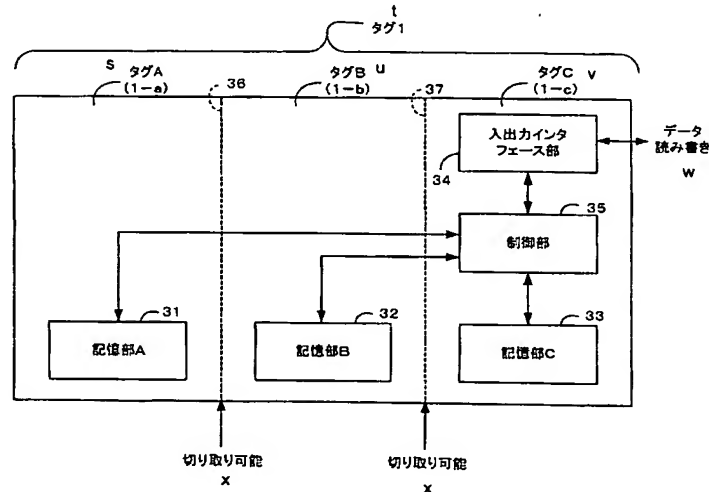 t
タグ1
s タグA 36 タグB u 37 タグC v
(1-a) (1-b) (1-c)
入出力インタ
フェース部
34
データ
読み書き
w
35
制御部
31 32 33
記憶部A 記憶部B 記憶部C
切り取り可能 切り取り可能
x x